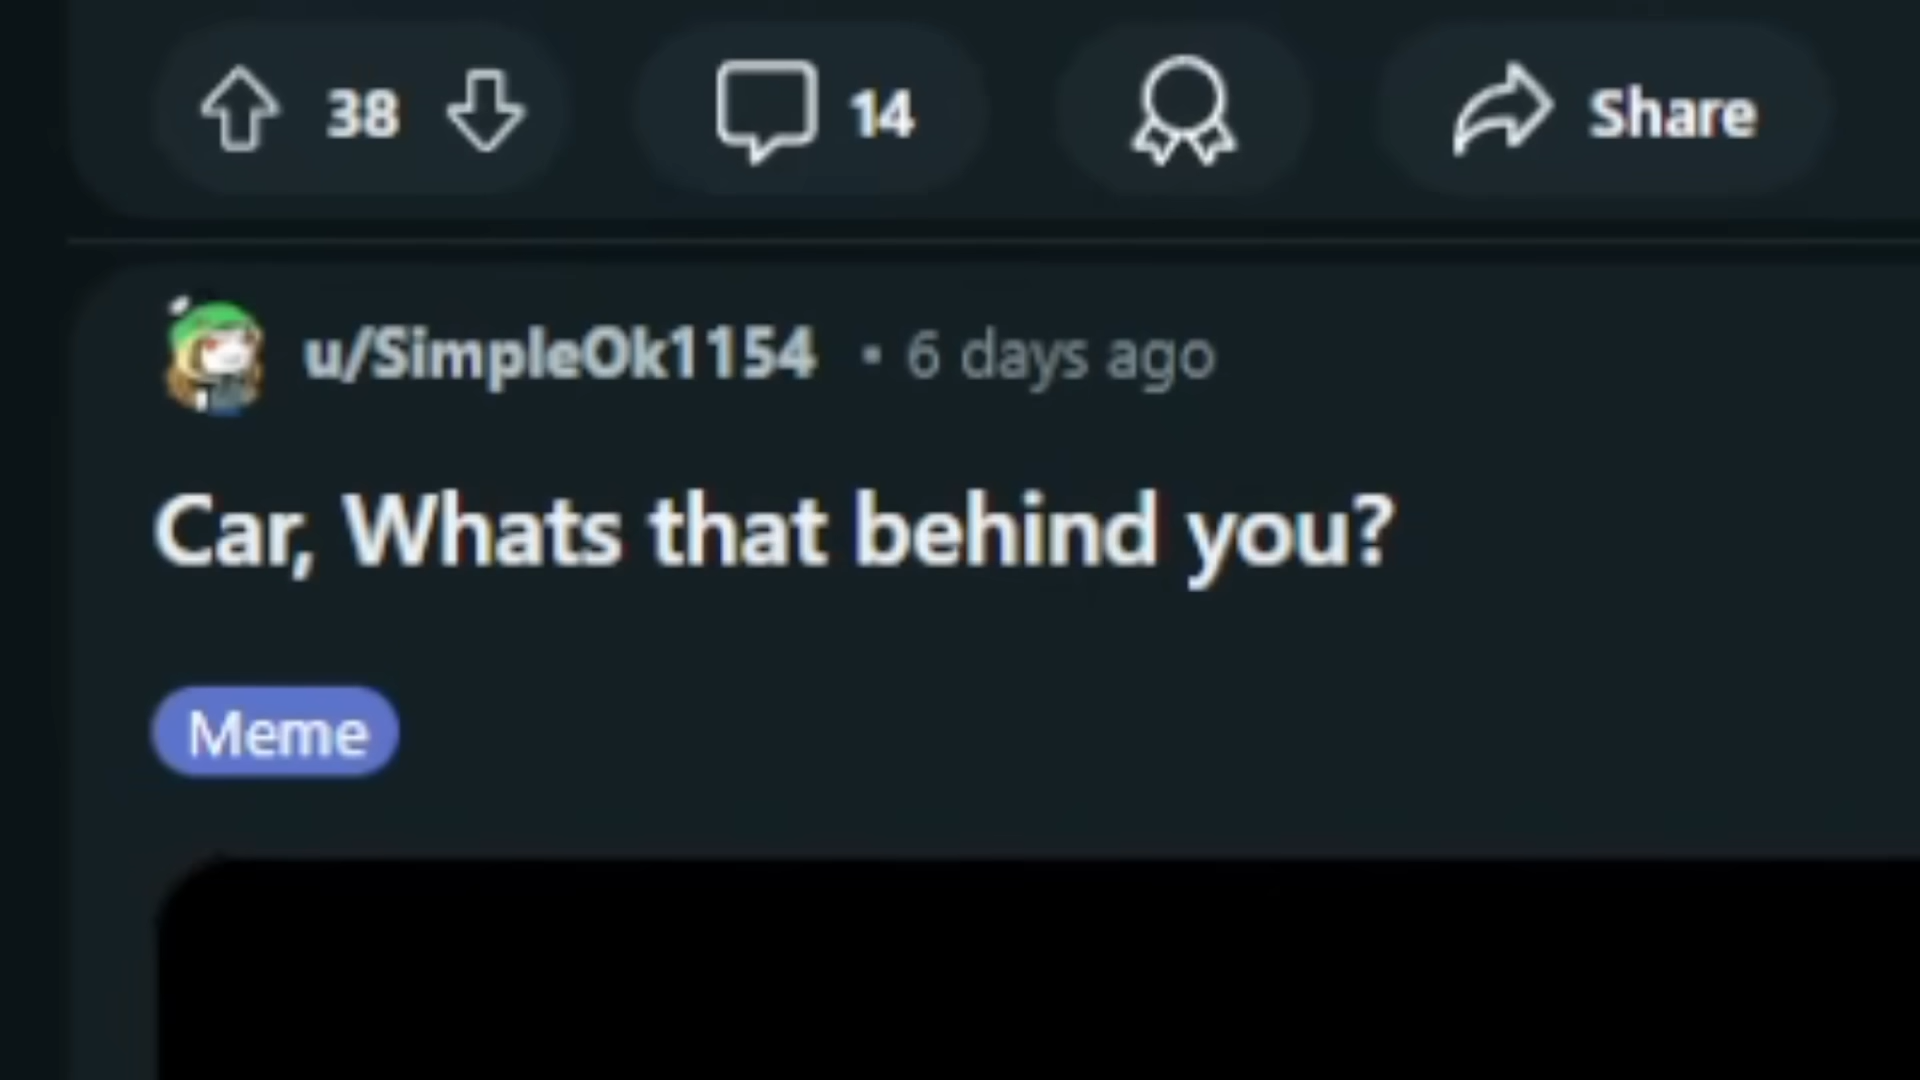 38 14 Share
u/SimpleOk1154 · 6 days ago
Car, Whats that behind you?
Meme